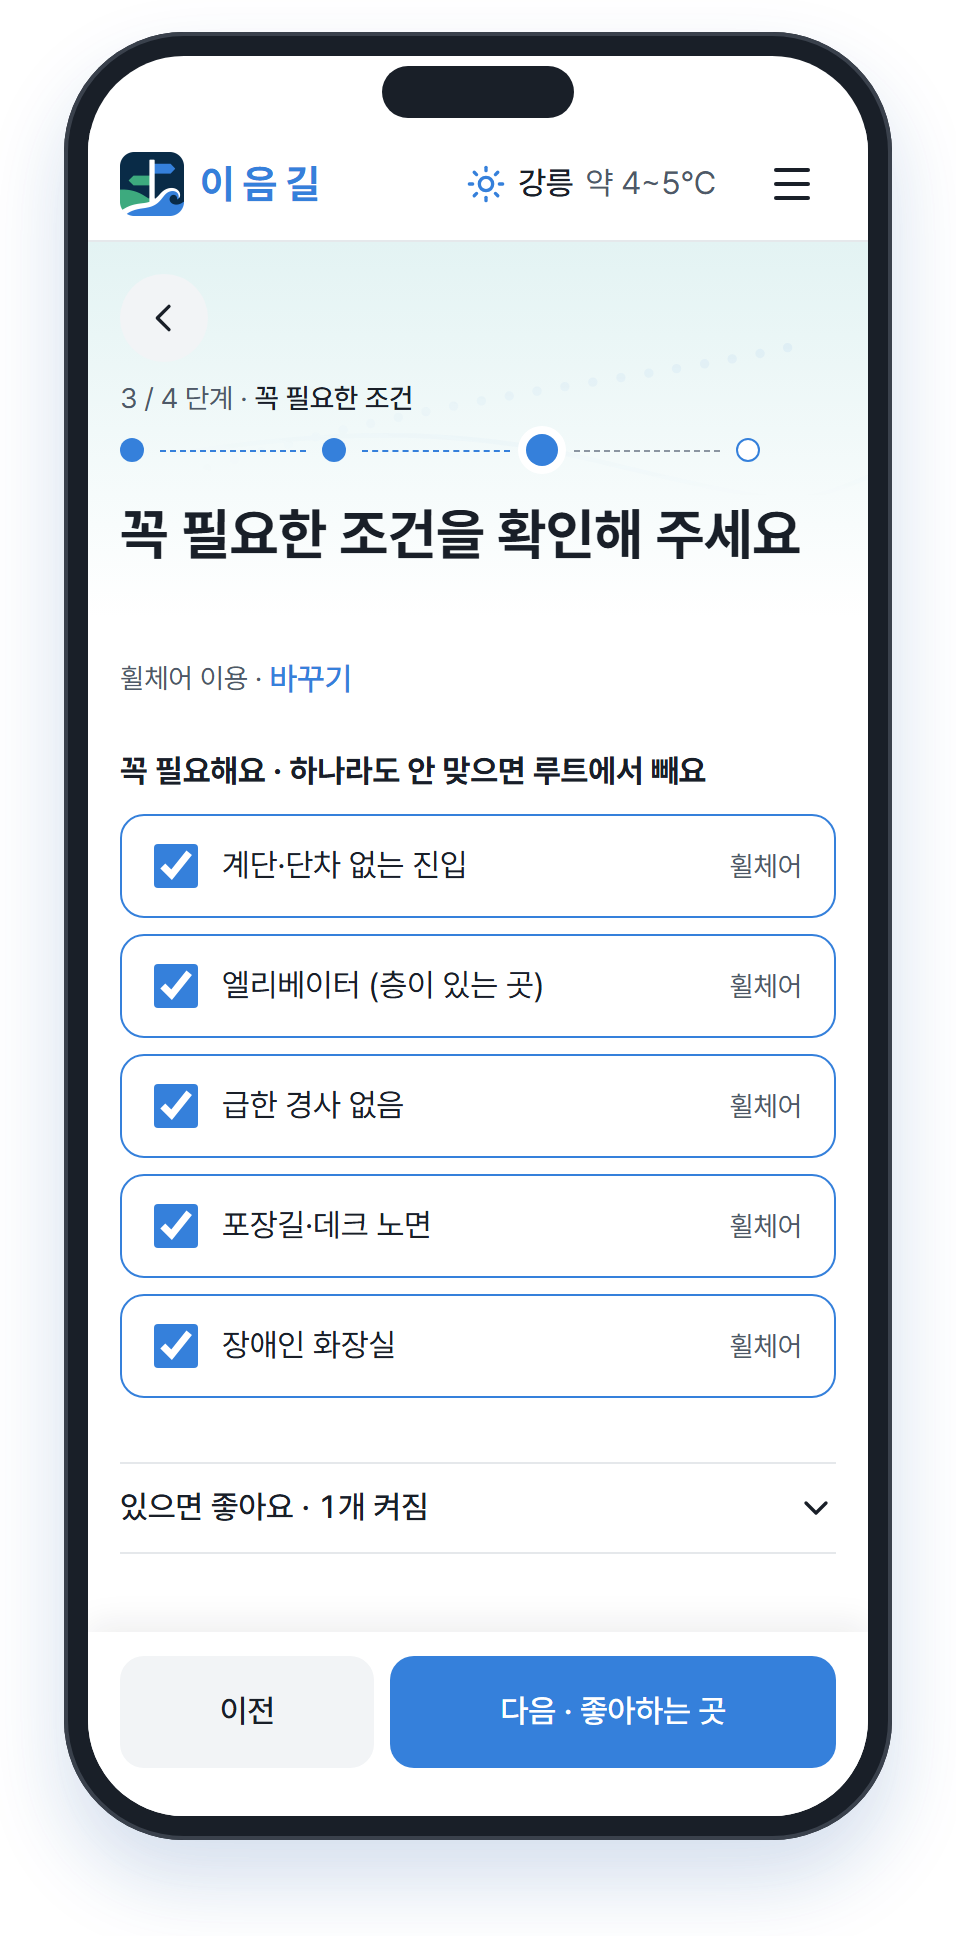 이음길
강릉 약 4~5°C
3 / 4 단계 · 꼭 필요한 조건
꼭 필요한 조건을 확인해 주세요
휠체어 이용 · 바꾸기
꼭 필요해요 · 하나라도 안 맞으면 루트에서 빼요
계단·단차 없는 진입 휠체어
엘리베이터 (층이 있는 곳) 휠체어
급한 경사 없음 휠체어
포장길·데크 노면 휠체어
장애인 화장실 휠체어
있으면 좋아요 · 1개 켜짐
이전
다음 · 좋아하는 곳